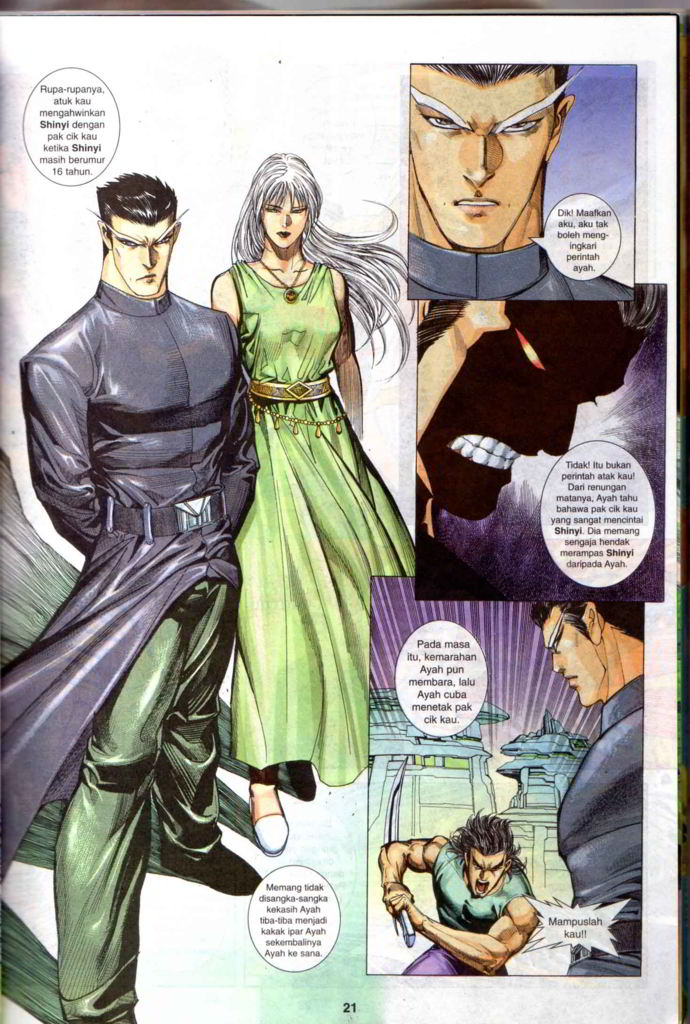 Rupa-rupanya,
atuk kau
mengahwinkan
Shinyi dengan
pak cik kau
ketika Shinyi
masih berumur
16 tahun.
Dik! Maafkan
aku, aku tak
boleh meng-
ingkari
perintah
ayah.
Tidak! Itu bukan
perintah atak kau!
Dari renungan
matanya, Ayah tahu
bahawa pak cik kau
yang sangat mencintai
Shinyi. Dia memang
sengaja hendak
merampas Shinyi
daripada Ayah.
Pada masa
itu, kemarahan
Ayah pun
membara, lalu
Ayah cuba
menetak pak
cik kau.
Mampuslah
kau!!
Memang tidak
disangka-sangka
kekasih Ayah
tiba-tiba menjadi
kakak ipar Ayah
sekembalinya
Ayah ke sana.
21